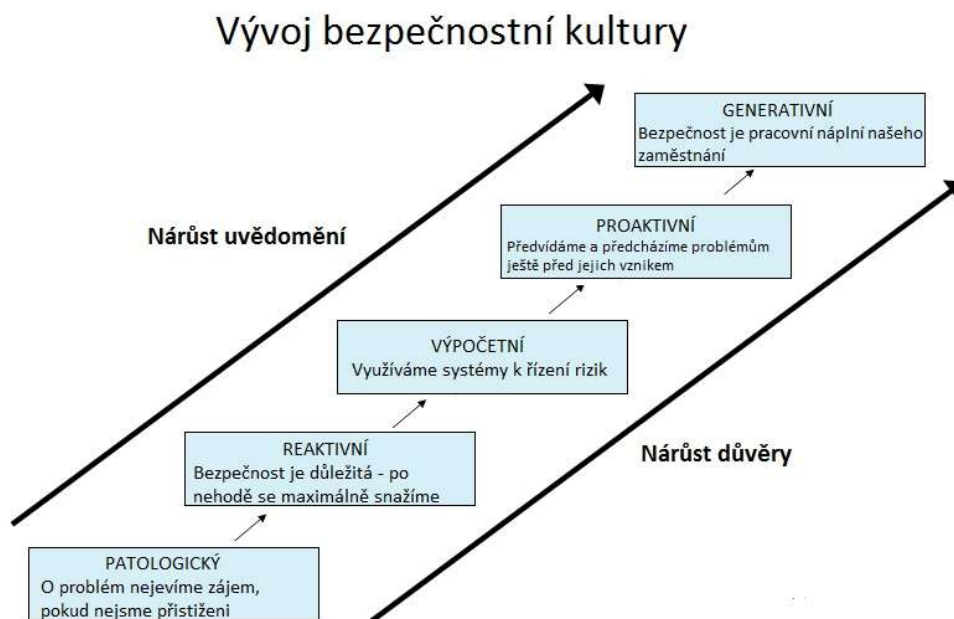 Vývoj bezpečnostní kultury
GENERATIVNÍ
Bezpečnost je pracovní náplní našeho
zaměstnání
Nárůst uvědomění
PROAKTIVNÍ
Předvídáme a předcházíme problémům
ještě před jejich vznikem
VÝPOČETNÍ
Využíváme systémy k řízení rizik
REAKTIVNÍ
Bezpečnost je důležitá - po
nehodě se maximálně snažíme
Nárůst důvěry
PATOLOGICKÝ
O problém nejevíme zájem,
pokud nejsme přistiženi